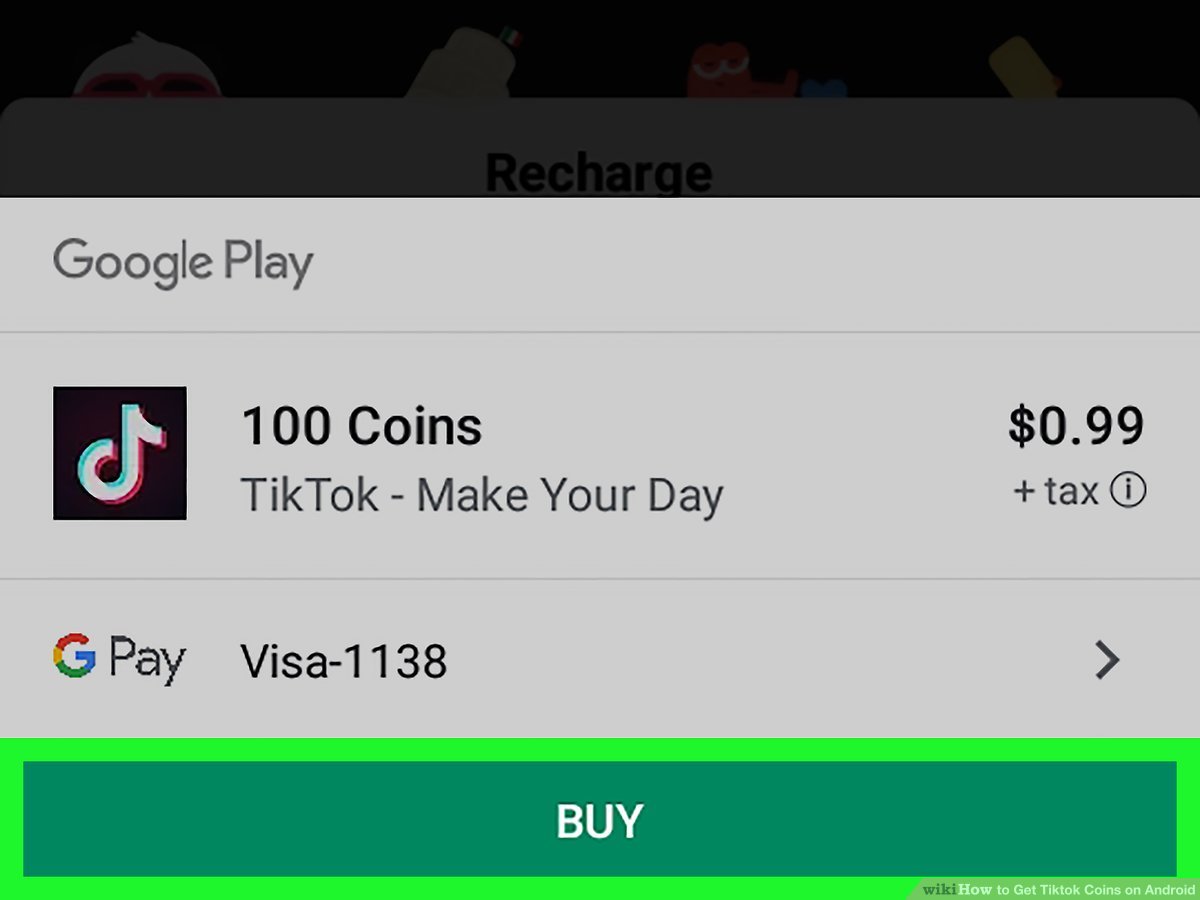 Recharge
Google Play
100 Coins
$0.99
TikTok - Make Your Day
+ tax
G Pay
Visa-1138
BUY
wikiHow to Get Tiktok Coins on Android